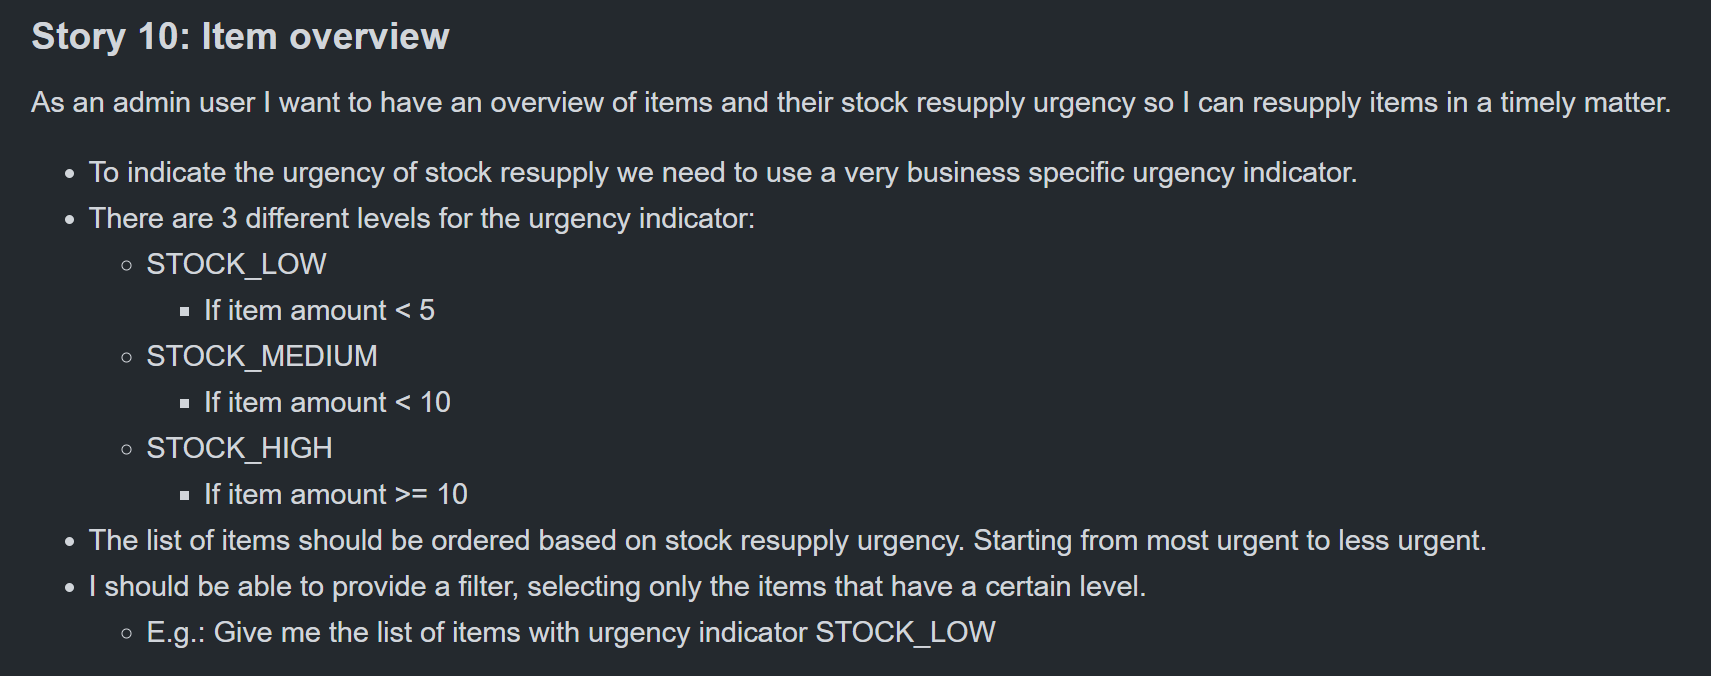 Story 10: Item overview
As an admin user I want to have an overview of items and their stock resupply urgency so I can resupply items in a timely matter.
To indicate the urgency of stock resupply we need to use a very business specific urgency indicator.
There are 3 different levels for the urgency indicator:
STOCK_LOW
If item amount < 5
STOCK_MEDIUM
If item amount < 10
STOCK_HIGH
If item amount >= 10
The list of items should be ordered based on stock resupply urgency. Starting from most urgent to less urgent.
I should be able to provide a filter, selecting only the items that have a certain level.
E.g.: Give me the list of items with urgency indicator STOCK_LOW